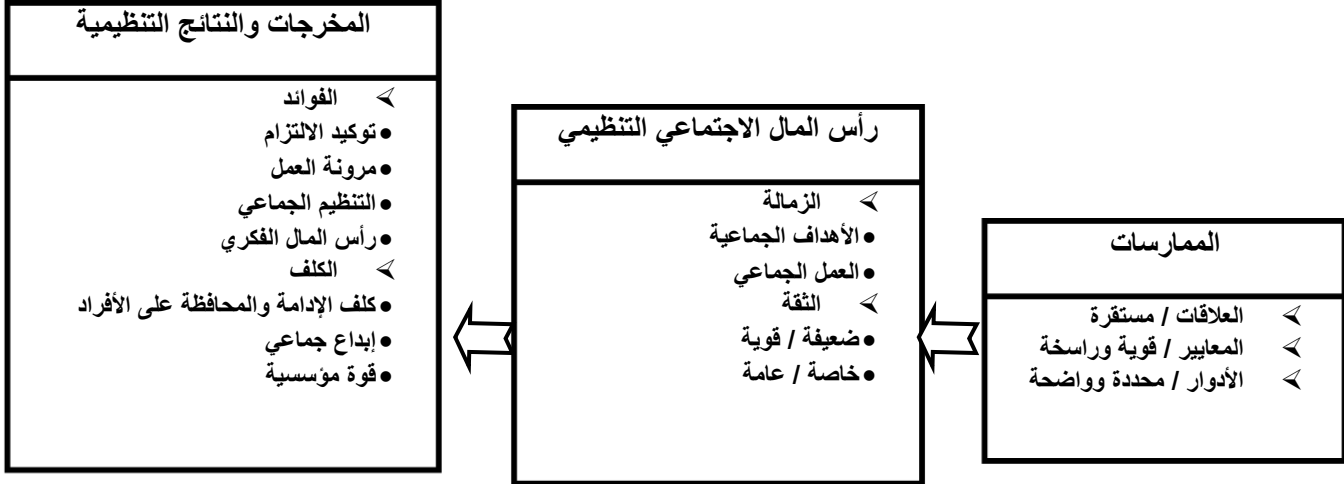 الممارسات
⮞ العلاقات / مستقرة
⮞ المعايير / قوية وراسخة
⮞ الأدوار / محددة وواضحة
رأس المال الاجتماعي التنظيمي
⮞ الزمالة
● الأهداف الجماعية
● العمل الجماعي
⮞ الثقة
● ضعيفة / قوية
● خاصة / عامة
المخرجات والنتائج التنظيمية
⮞ الفوائد
● توكيد الالتزام
● مرونة العمل
● التنظيم الجماعي
● رأس المال الفكري
⮞ الكلف
● كلف الإدامة والمحافظة على الأفراد
● إبداع جماعي
● قوة مؤسسية